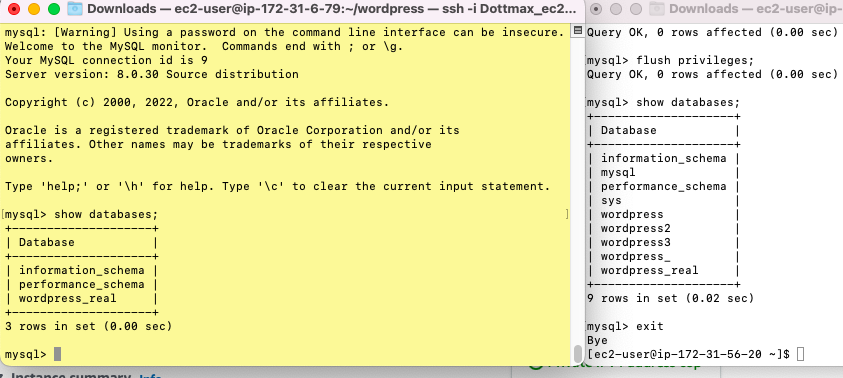 Downloads — ec2-user@ip-172-31-6-79:~/wordpress — ssh -i Dottmax_ec2...
mysql: [Warning] Using a password on the command line interface can be insecure.
Welcome to the MySQL monitor.  Commands end with ; or \g.
Your MySQL connection id is 9
Server version: 8.0.30 Source distribution
Copyright (c) 2000, 2022, Oracle and/or its affiliates.
Oracle is a registered trademark of Oracle Corporation and/or its
affiliates. Other names may be trademarks of their respective
owners.
Type 'help;' or '\h' for help. Type '\c' to clear the current input statement.
[mysql> show databases; ]
+--------------------+
| Database           |
+--------------------+
| information_schema |
| performance_schema |
| wordpress_real     |
+--------------------+
3 rows in set (0.00 sec)
mysql>
Downloads — ec2-user@ip-
Query OK, 0 rows affected (0.00 sec)
[mysql> flush privileges;
Query OK, 0 rows affected (0.00 sec)
[mysql> show databases;
+--------------------+
| Database           |
+--------------------+
| information_schema |
| mysql              |
| performance_schema |
| sys                |
| wordpress          |
| wordpress2         |
| wordpress3         |
| wordpress_         |
| wordpress_real     |
+--------------------+
9 rows in set (0.02 sec)
[mysql> exit
Bye
[ec2-user@ip-172-31-56-20 ~]$
Instance summary Info